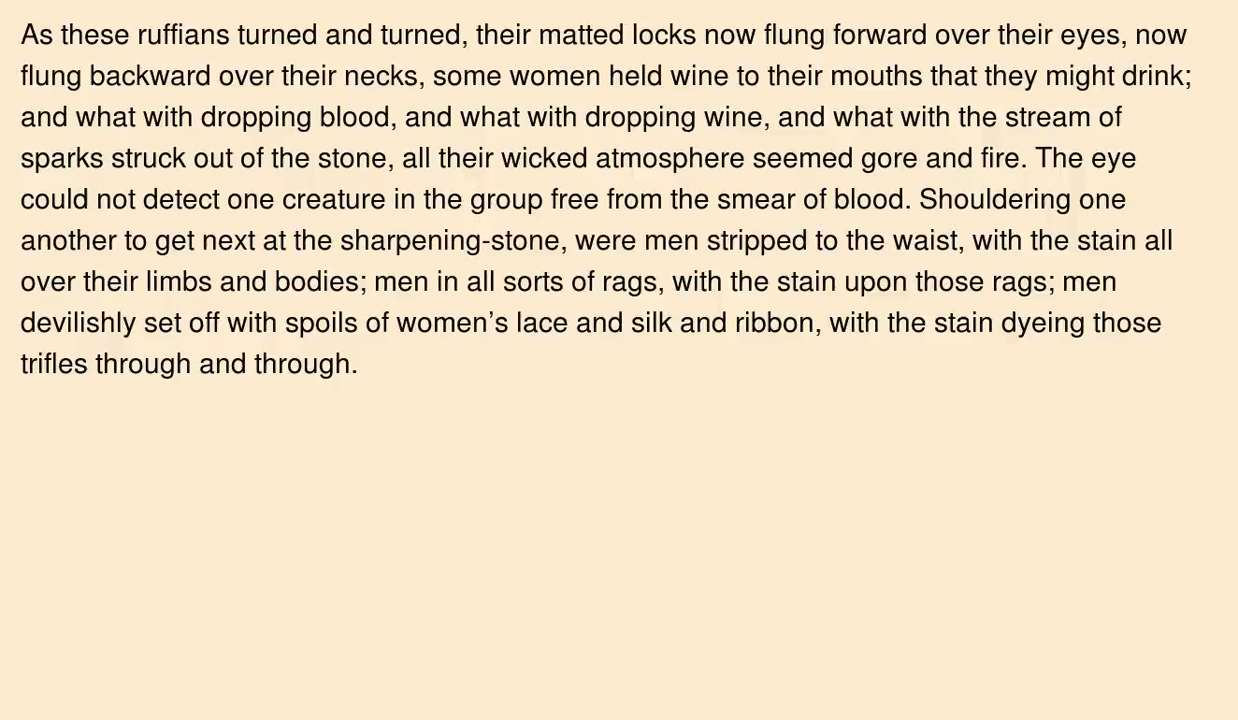 As these ruffians turned and turned, their matted locks now flung forward over their eyes, now
flung backward over their necks, some women held wine to their mouths that they might drink;
and what with dropping blood, and what with dropping wine, and what with the stream of
sparks struck out of the stone, all their wicked atmosphere seemed gore and fire. The eye
could not detect one creature in the group free from the smear of blood. Shouldering one
another to get next at the sharpening-stone, were men stripped to the waist, with the stain all
over their limbs and bodies; men in all sorts of rags, with the stain upon those rags; men
devilishly set off with spoils of women’s lace and silk and ribbon, with the stain dyeing those
trifles through and through.